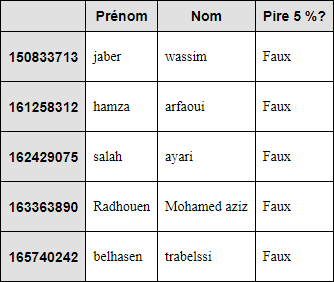 Prénom Nom Pire 5 %?
150833713 jaber wassim Faux
161258312 hamza arfaoui Faux
162429075 salah ayari Faux
163363890 Radhouen Mohamed aziz Faux
165740242 belhasen trabelssi Faux